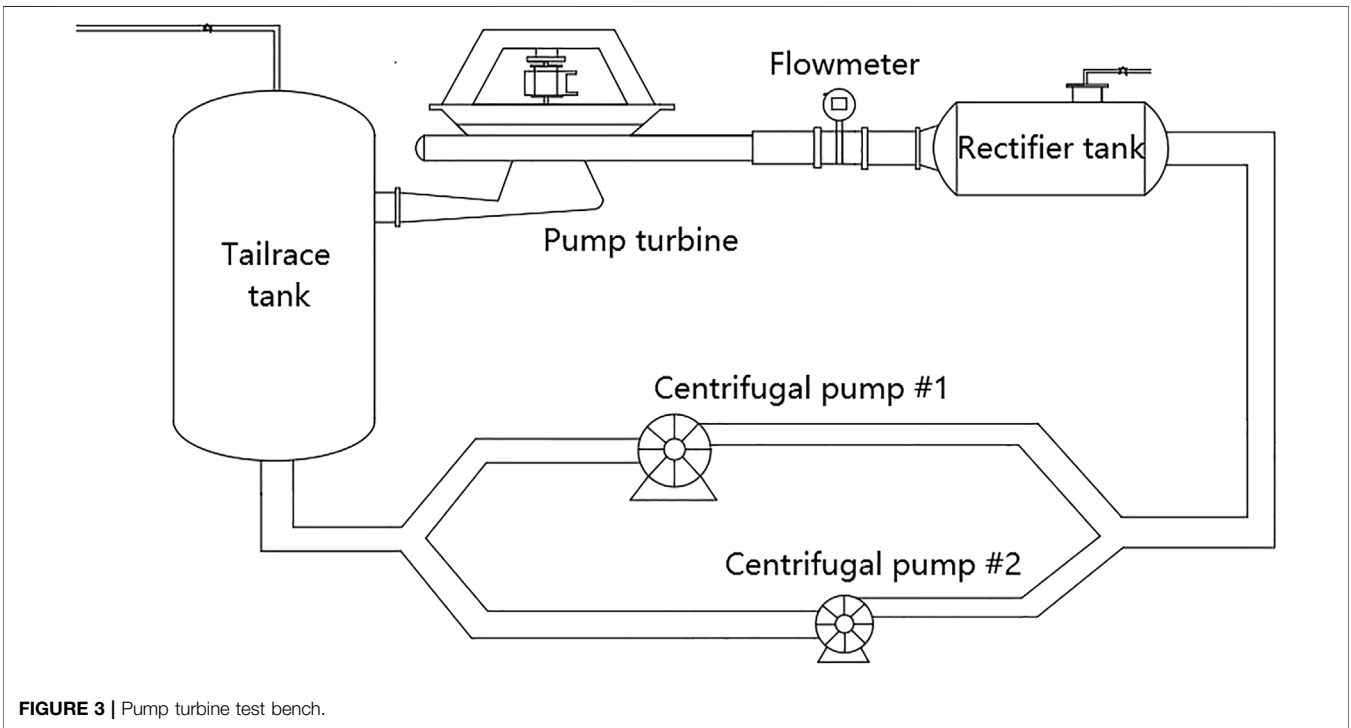 Flowmeter
Rectifier tank
Pump turbine
Tailrace
tank
Centrifugal pump #1
Centrifugal pump #2
FIGURE 3 | Pump turbine test bench.